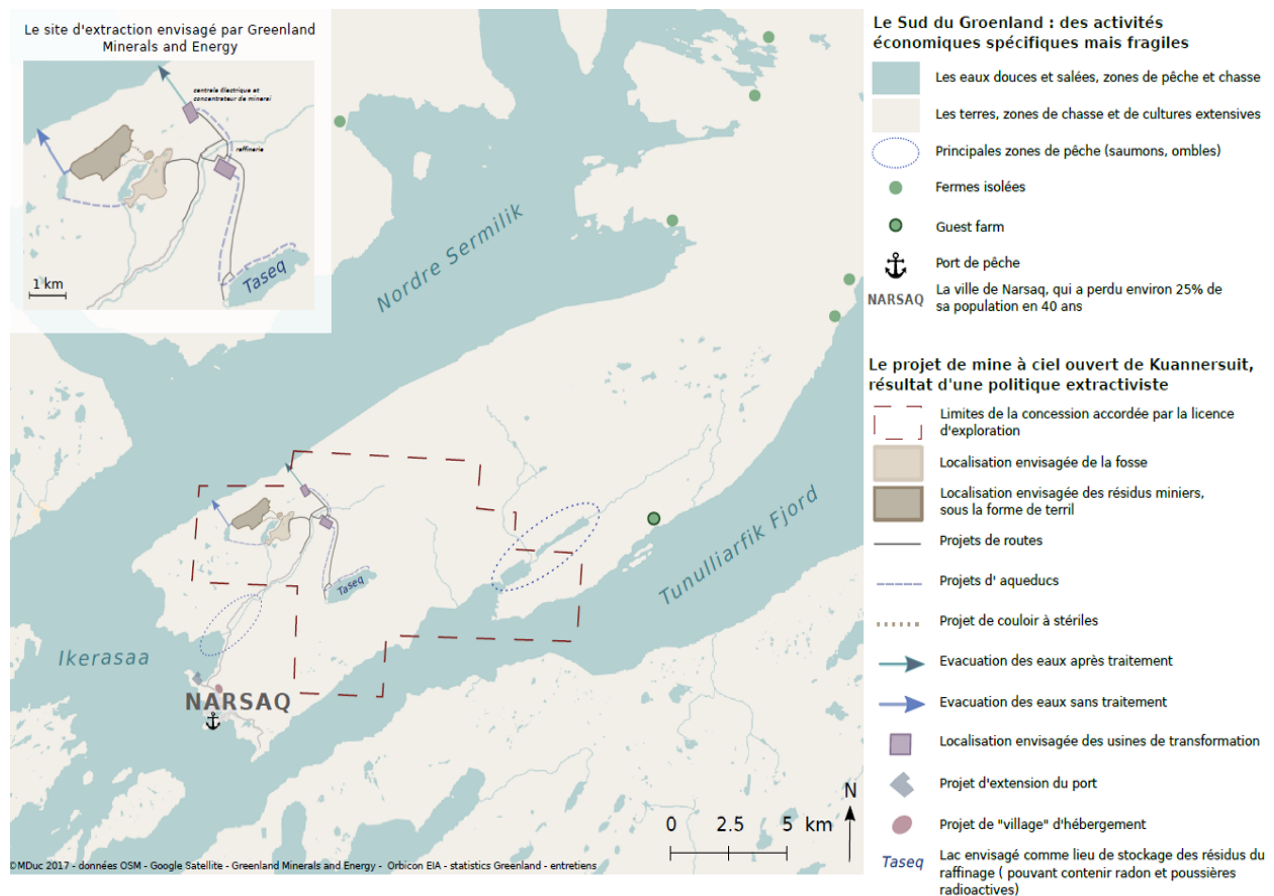 Le site d'extraction envisagé par Greenland
Minerals and Energy
centrale électrique et
concentrateur de minerai
raffinerie
Taseq
1 km
Nordre Sermilik
Tunulliarfik Fjord
Taseq
Ikerasaa
NARSAQ
N
0 2.5 5 km
©MDuc 2017 - données OSM - Google Satellite - Greenland Minerals and Energy - Orbicon EIA - statistics Greenland - entretiens
Le Sud du Groenland : des activités
économiques spécifiques mais fragiles
Les eaux douces et salées, zones de pêche et chasse
Les terres, zones de chasse et de cultures extensives
Principales zones de pêche (saumons, ombles)
Fermes isolées
Guest farm
Port de pêche
NARSAQ
La ville de Narsaq, qui a perdu environ 25% de
sa population en 40 ans
Le projet de mine à ciel ouvert de Kuannersuit,
résultat d'une politique extractiviste
Limites de la concession accordée par la licence
d'exploration
Localisation envisagée de la fosse
Localisation envisagée des résidus miniers,
sous la forme de terril
Projets de routes
Projets d' aqueducs
Projet de couloir à stériles
Evacuation des eaux après traitement
Evacuation des eaux sans traitement
Localisation envisagée des usines de transformation
Projet d'extension du port
Projet de "village" d'hébergement
Taseq
Lac envisagé comme lieu de stockage des résidus du
raffinage ( pouvant contenir radon et poussières
radioactives)